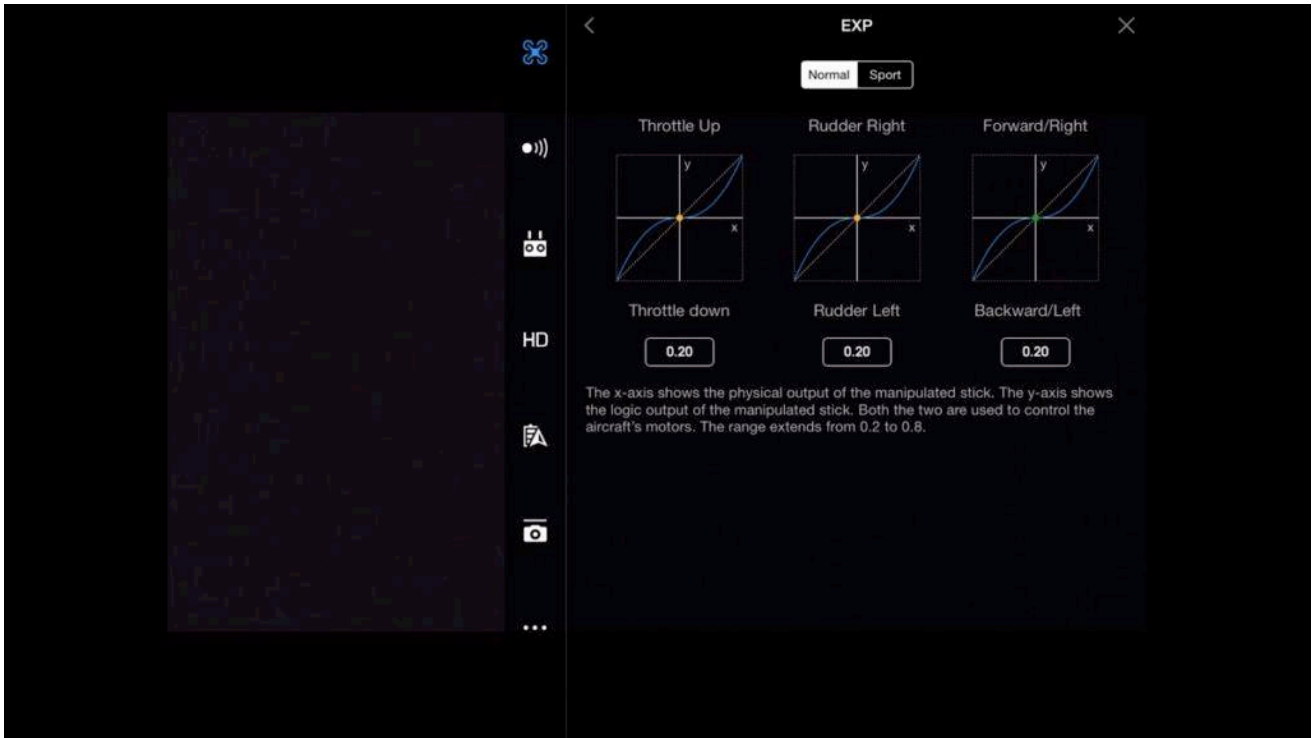 EXP
Normal Sport
Throttle Up Rudder Right Forward/Right
y y y
x x x
Throttle down Rudder Left Backward/Left
HD
0.20 0.20 0.20
The x-axis shows the physical output of the manipulated stick. The y-axis shows
the logic output of the manipulated stick. Both the two are used to control the
aircraft's motors. The range extends from 0.2 to 0.8.